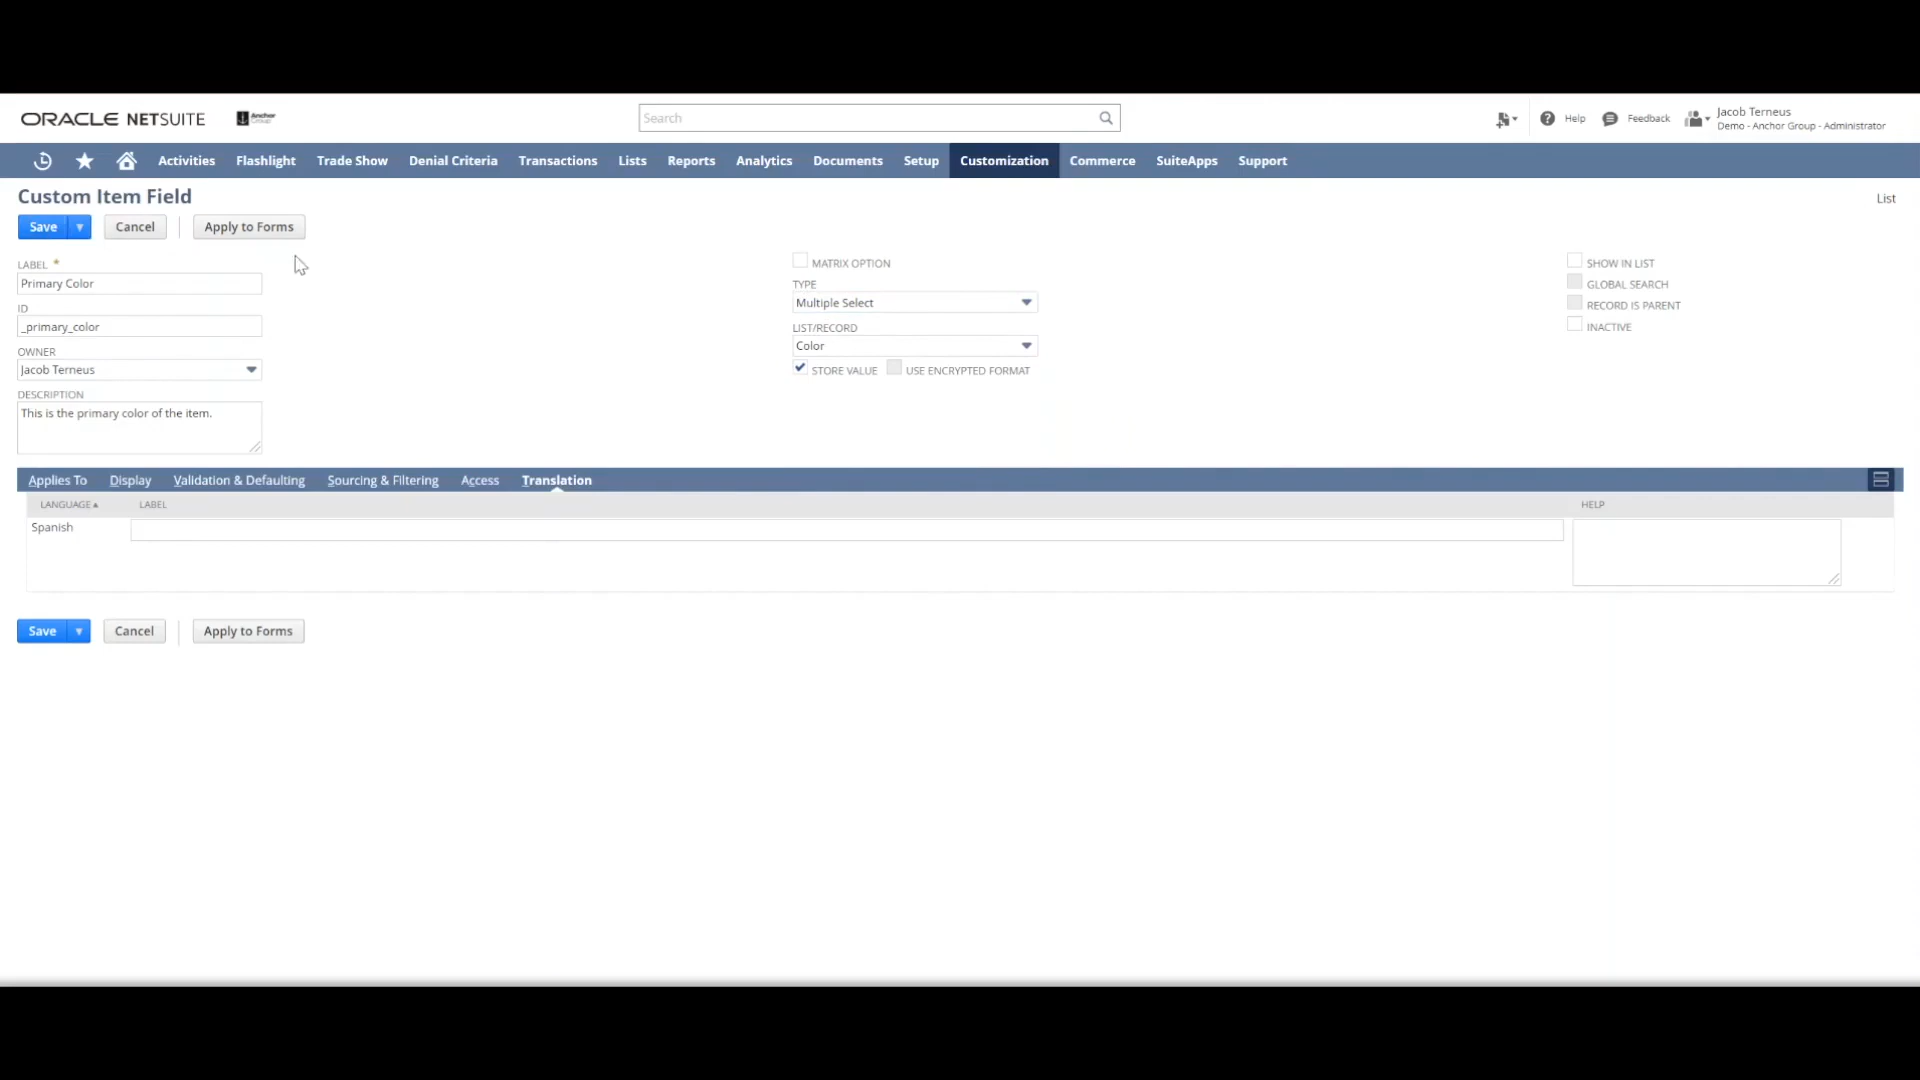 ORACLE NETSUITE
Anchor
Group
Search
Help
Feedback
Jacob Terneus
Demo - Anchor Group - Administrator
Activities
Flashlight
Trade Show
Denial Criteria
Transactions
Lists
Reports
Analytics
Documents
Setup
Customization
Commerce
SuiteApps
Support
Custom Item Field
List
Save
Cancel
Apply to Forms
LABEL *
Primary Color
ID
_primary_color
OWNER
Jacob Terneus
DESCRIPTION
This is the primary color of the item.
MATRIX OPTION
TYPE
Multiple Select
LIST/RECORD
Color
STORE VALUE
USE ENCRYPTED FORMAT
SHOW IN LIST
GLOBAL SEARCH
RECORD IS PARENT
INACTIVE
Applies To
Display
Validation & Defaulting
Sourcing & Filtering
Access
Translation
LANGUAGE
LABEL
HELP
Spanish
Save
Cancel
Apply to Forms